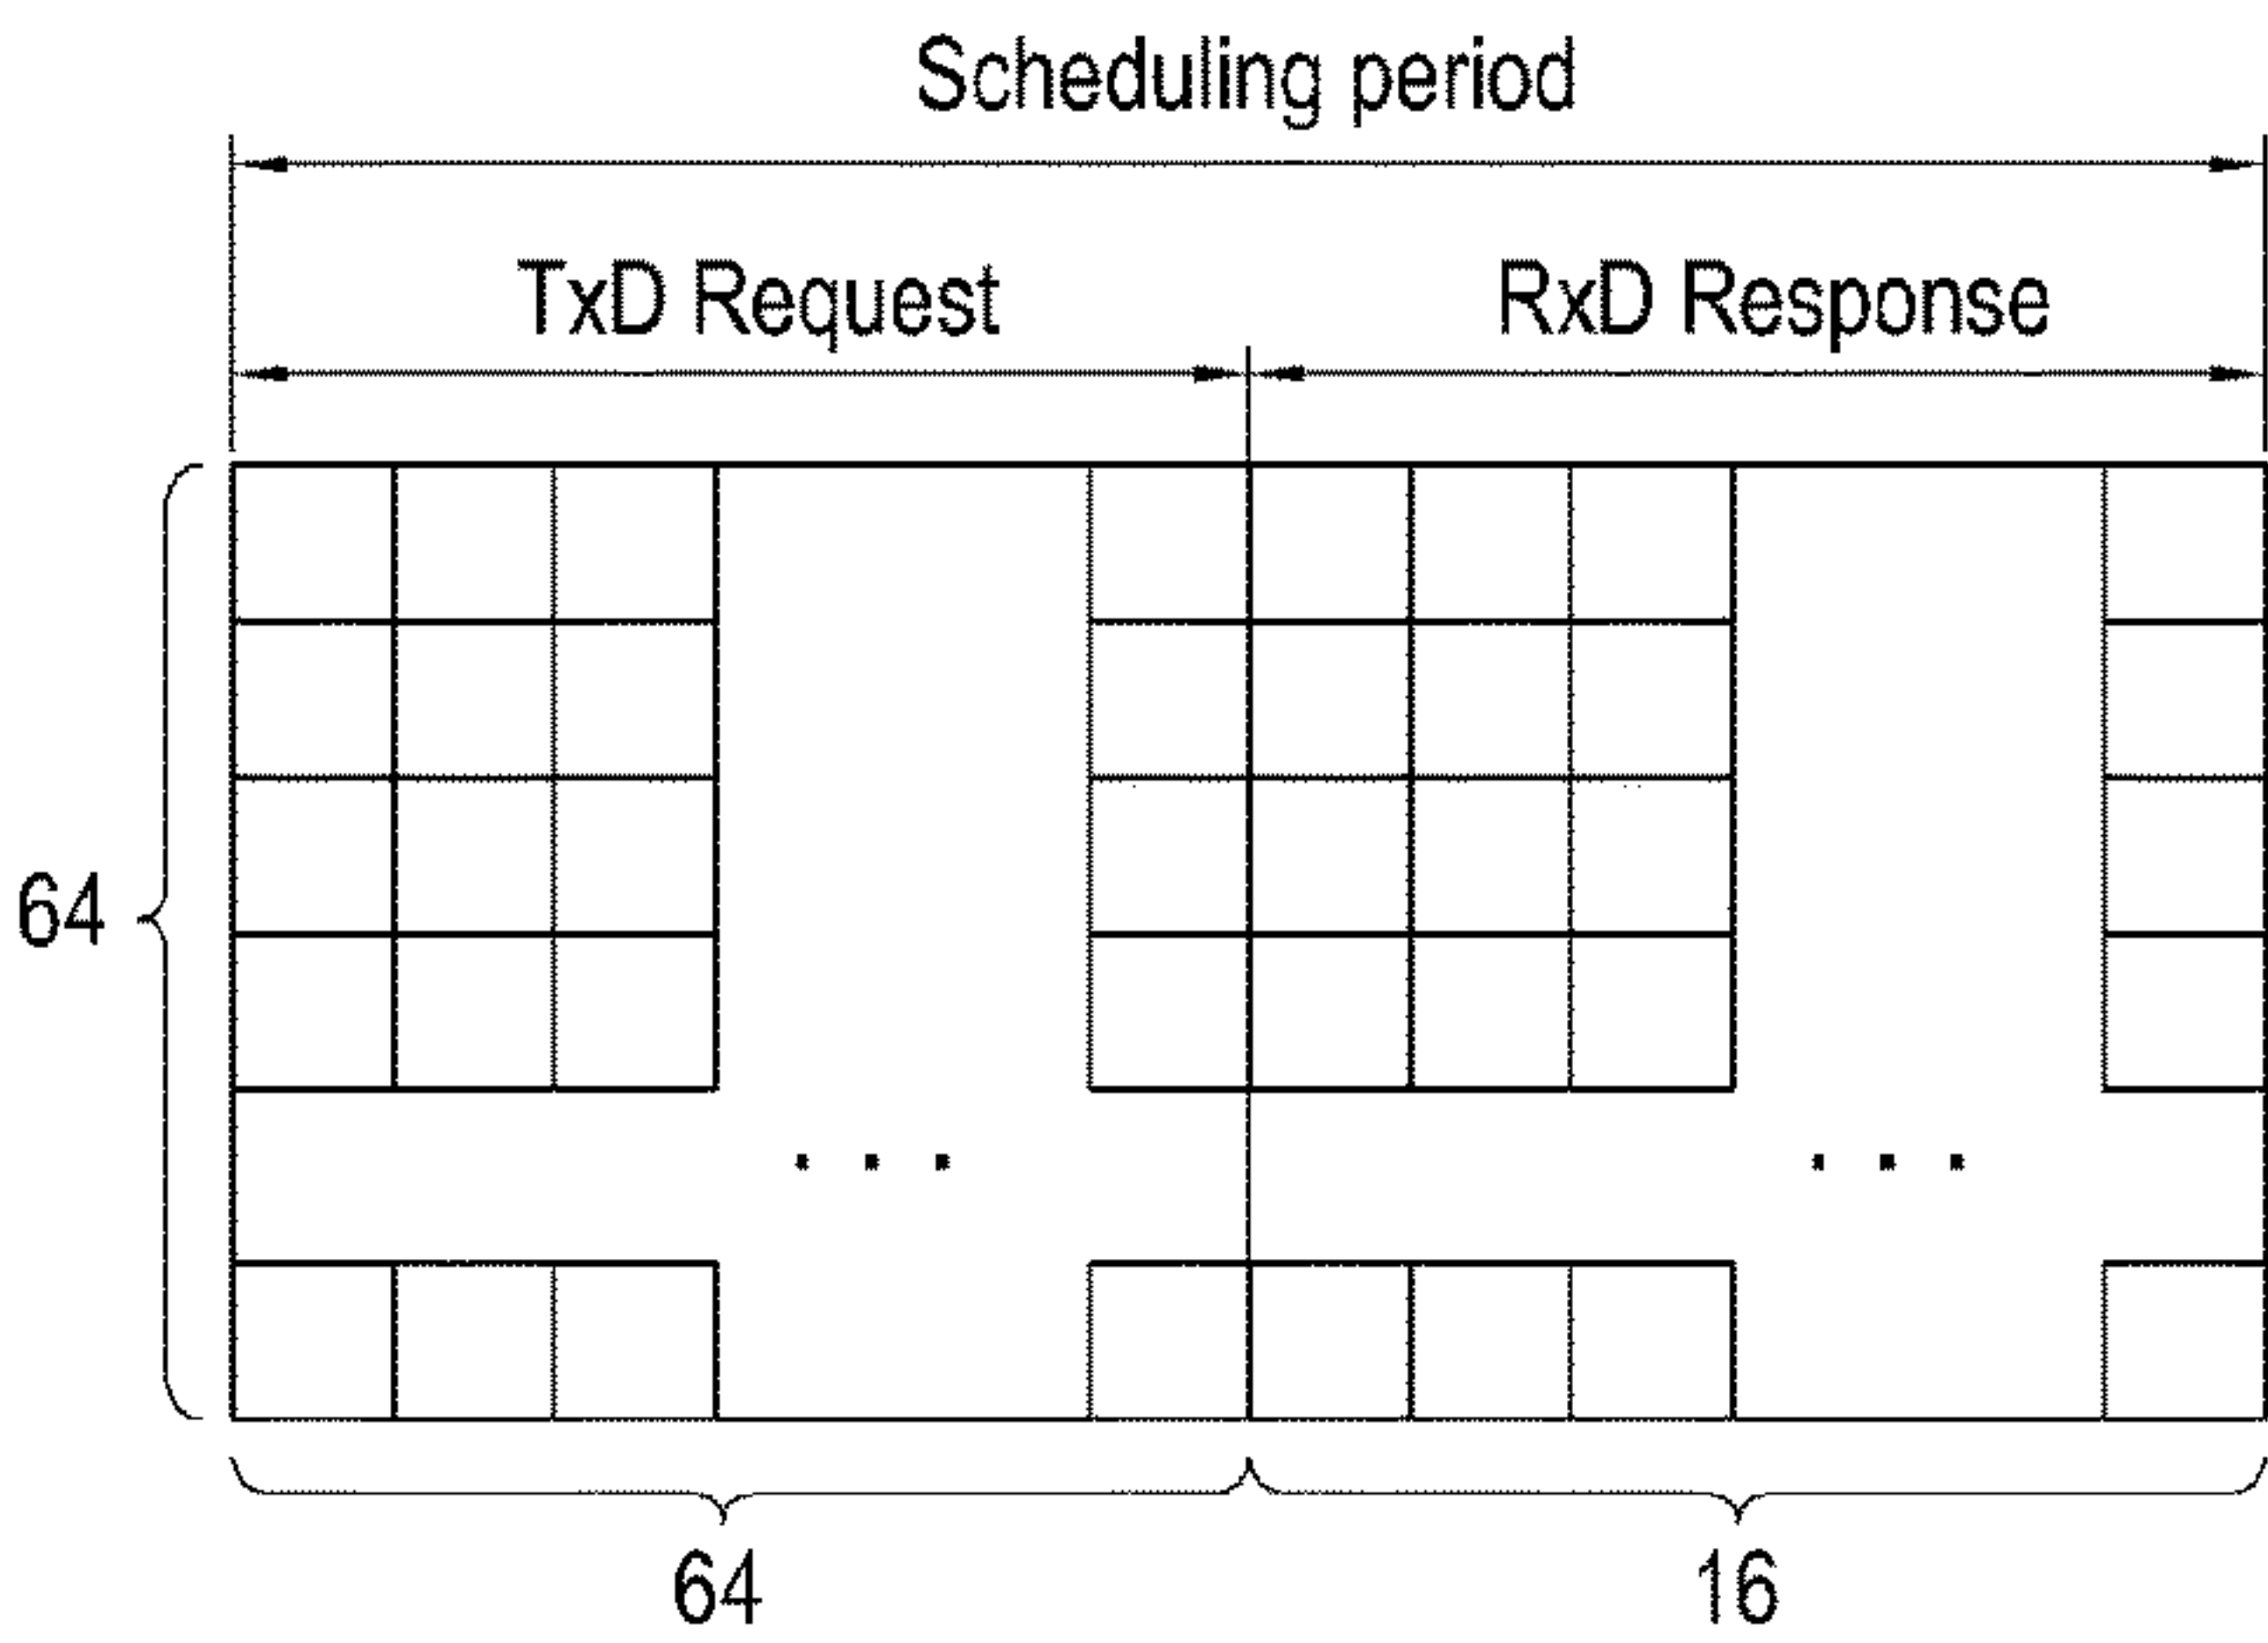 Scheduling period
TxD Request RxD Response
64
64 16